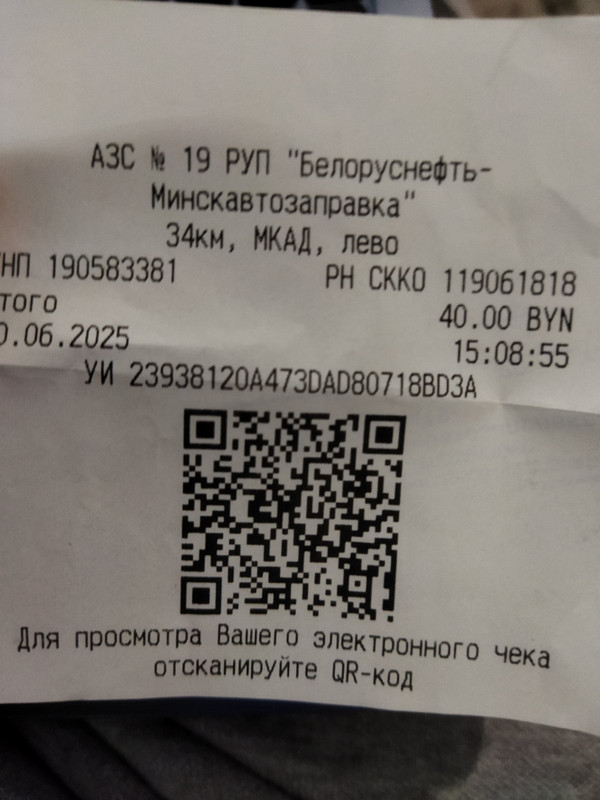 АЗС № 19 РУП "Белоруснефть-
Минскавтозаправка"
34км, МКАД, лево
НП 190583381 РН СККО 119061818
того 40.00 BYN
0.06.2025 15:08:55
УИ 23938120A473DAD80718BD3A
Для просмотра Вашего электронного чека
отсканируйте QR-код